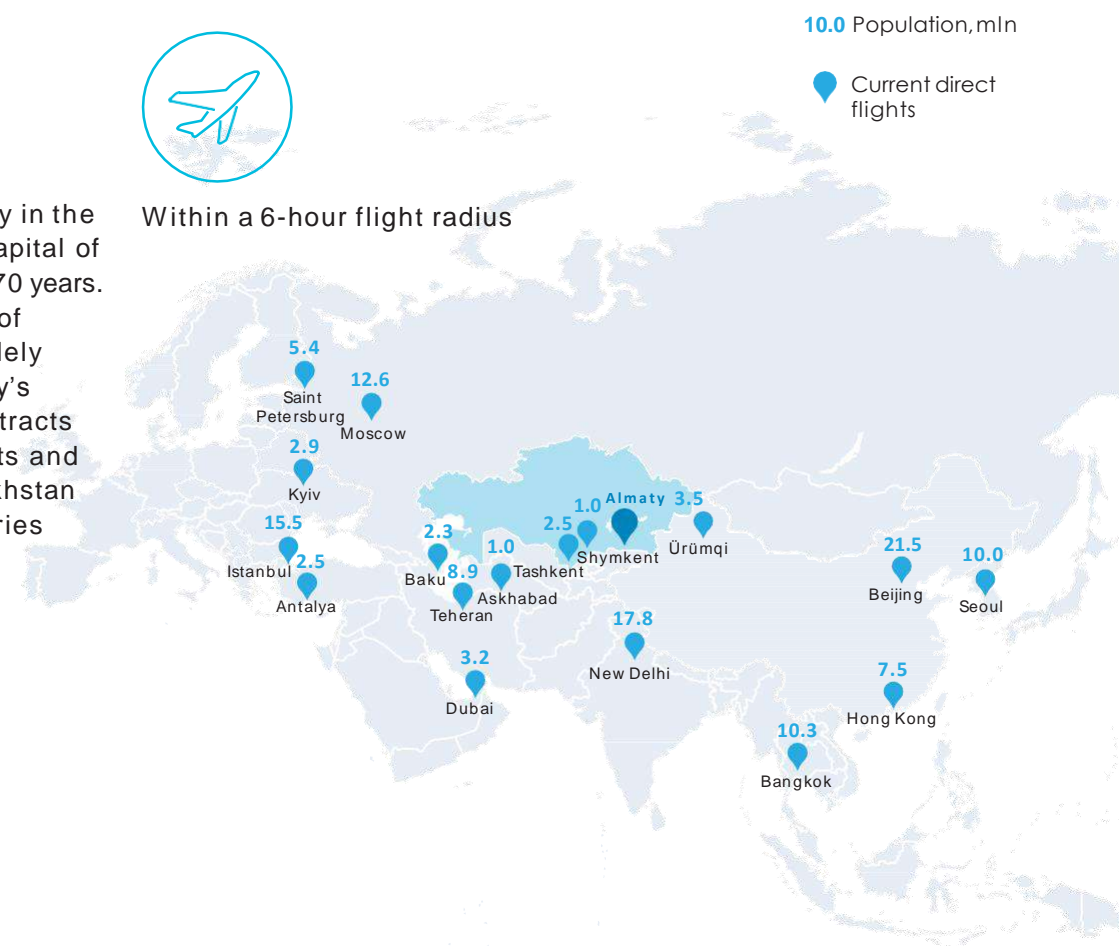 10.0 Population, mln
Current direct
flights
Within a 6-hour flight radius
y in the
apital of
70 years.
of
lely
y's
tracts
ts and
khstan
ries
5.4
Saint
Petersburg
12.6
Moscow
2.9
Kyiv
15.5
Istanbul
2.5
Antalya
2.3
Baku
8.9
Teheran
1.0
Askhabad
2.5
Tashkent
1.0
Shymkent
Almaty
3.5
Ürümqi
21.5
Beijing
10.0
Seoul
17.8
New Delhi
3.2
Dubai
7.5
Hong Kong
10.3
Bangkok